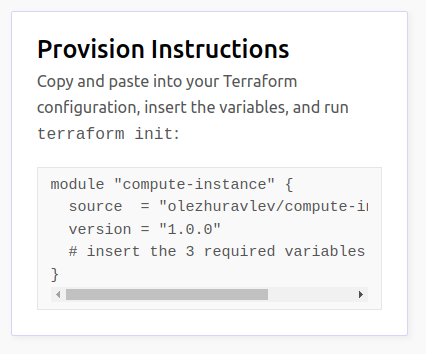 Provision Instructions
Copy and paste into your Terraform
configuration, insert the variables, and run
terraform init:
module "compute-instance" {
  source  = "olezhuravlev/compute-in
  version = "1.0.0"
  # insert the 3 required variables
}